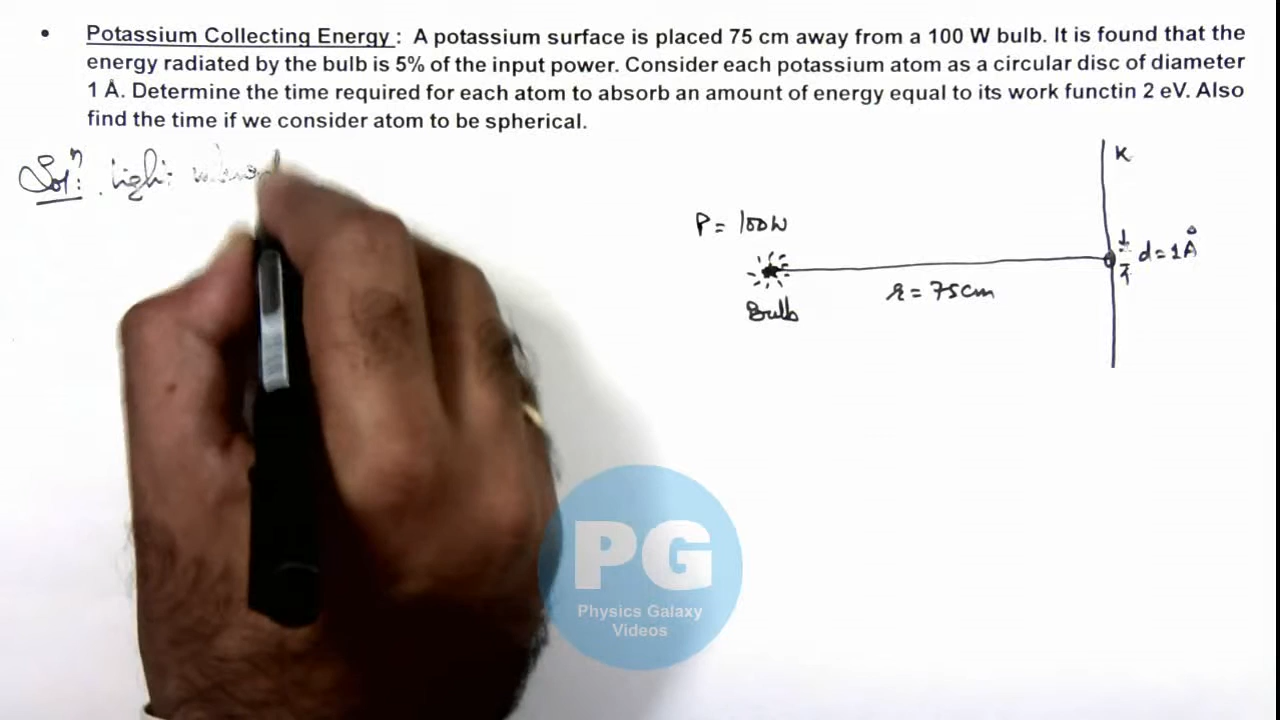 • Potassium Collecting Energy : A potassium surface is placed 75 cm away from a 100 W bulb. It is found that the
energy radiated by the bulb is 5% of the input power. Consider each potassium atom as a circular disc of diameter
1 Å. Determine the time required for each atom to absorb an amount of energy equal to its work functin 2 eV. Also
find the time if we consider atom to be spherical.
Solⁿ: light
K
P = 100W
d = 1Å
r = 75cm
Bulb
PG
Physics Galaxy
Videos